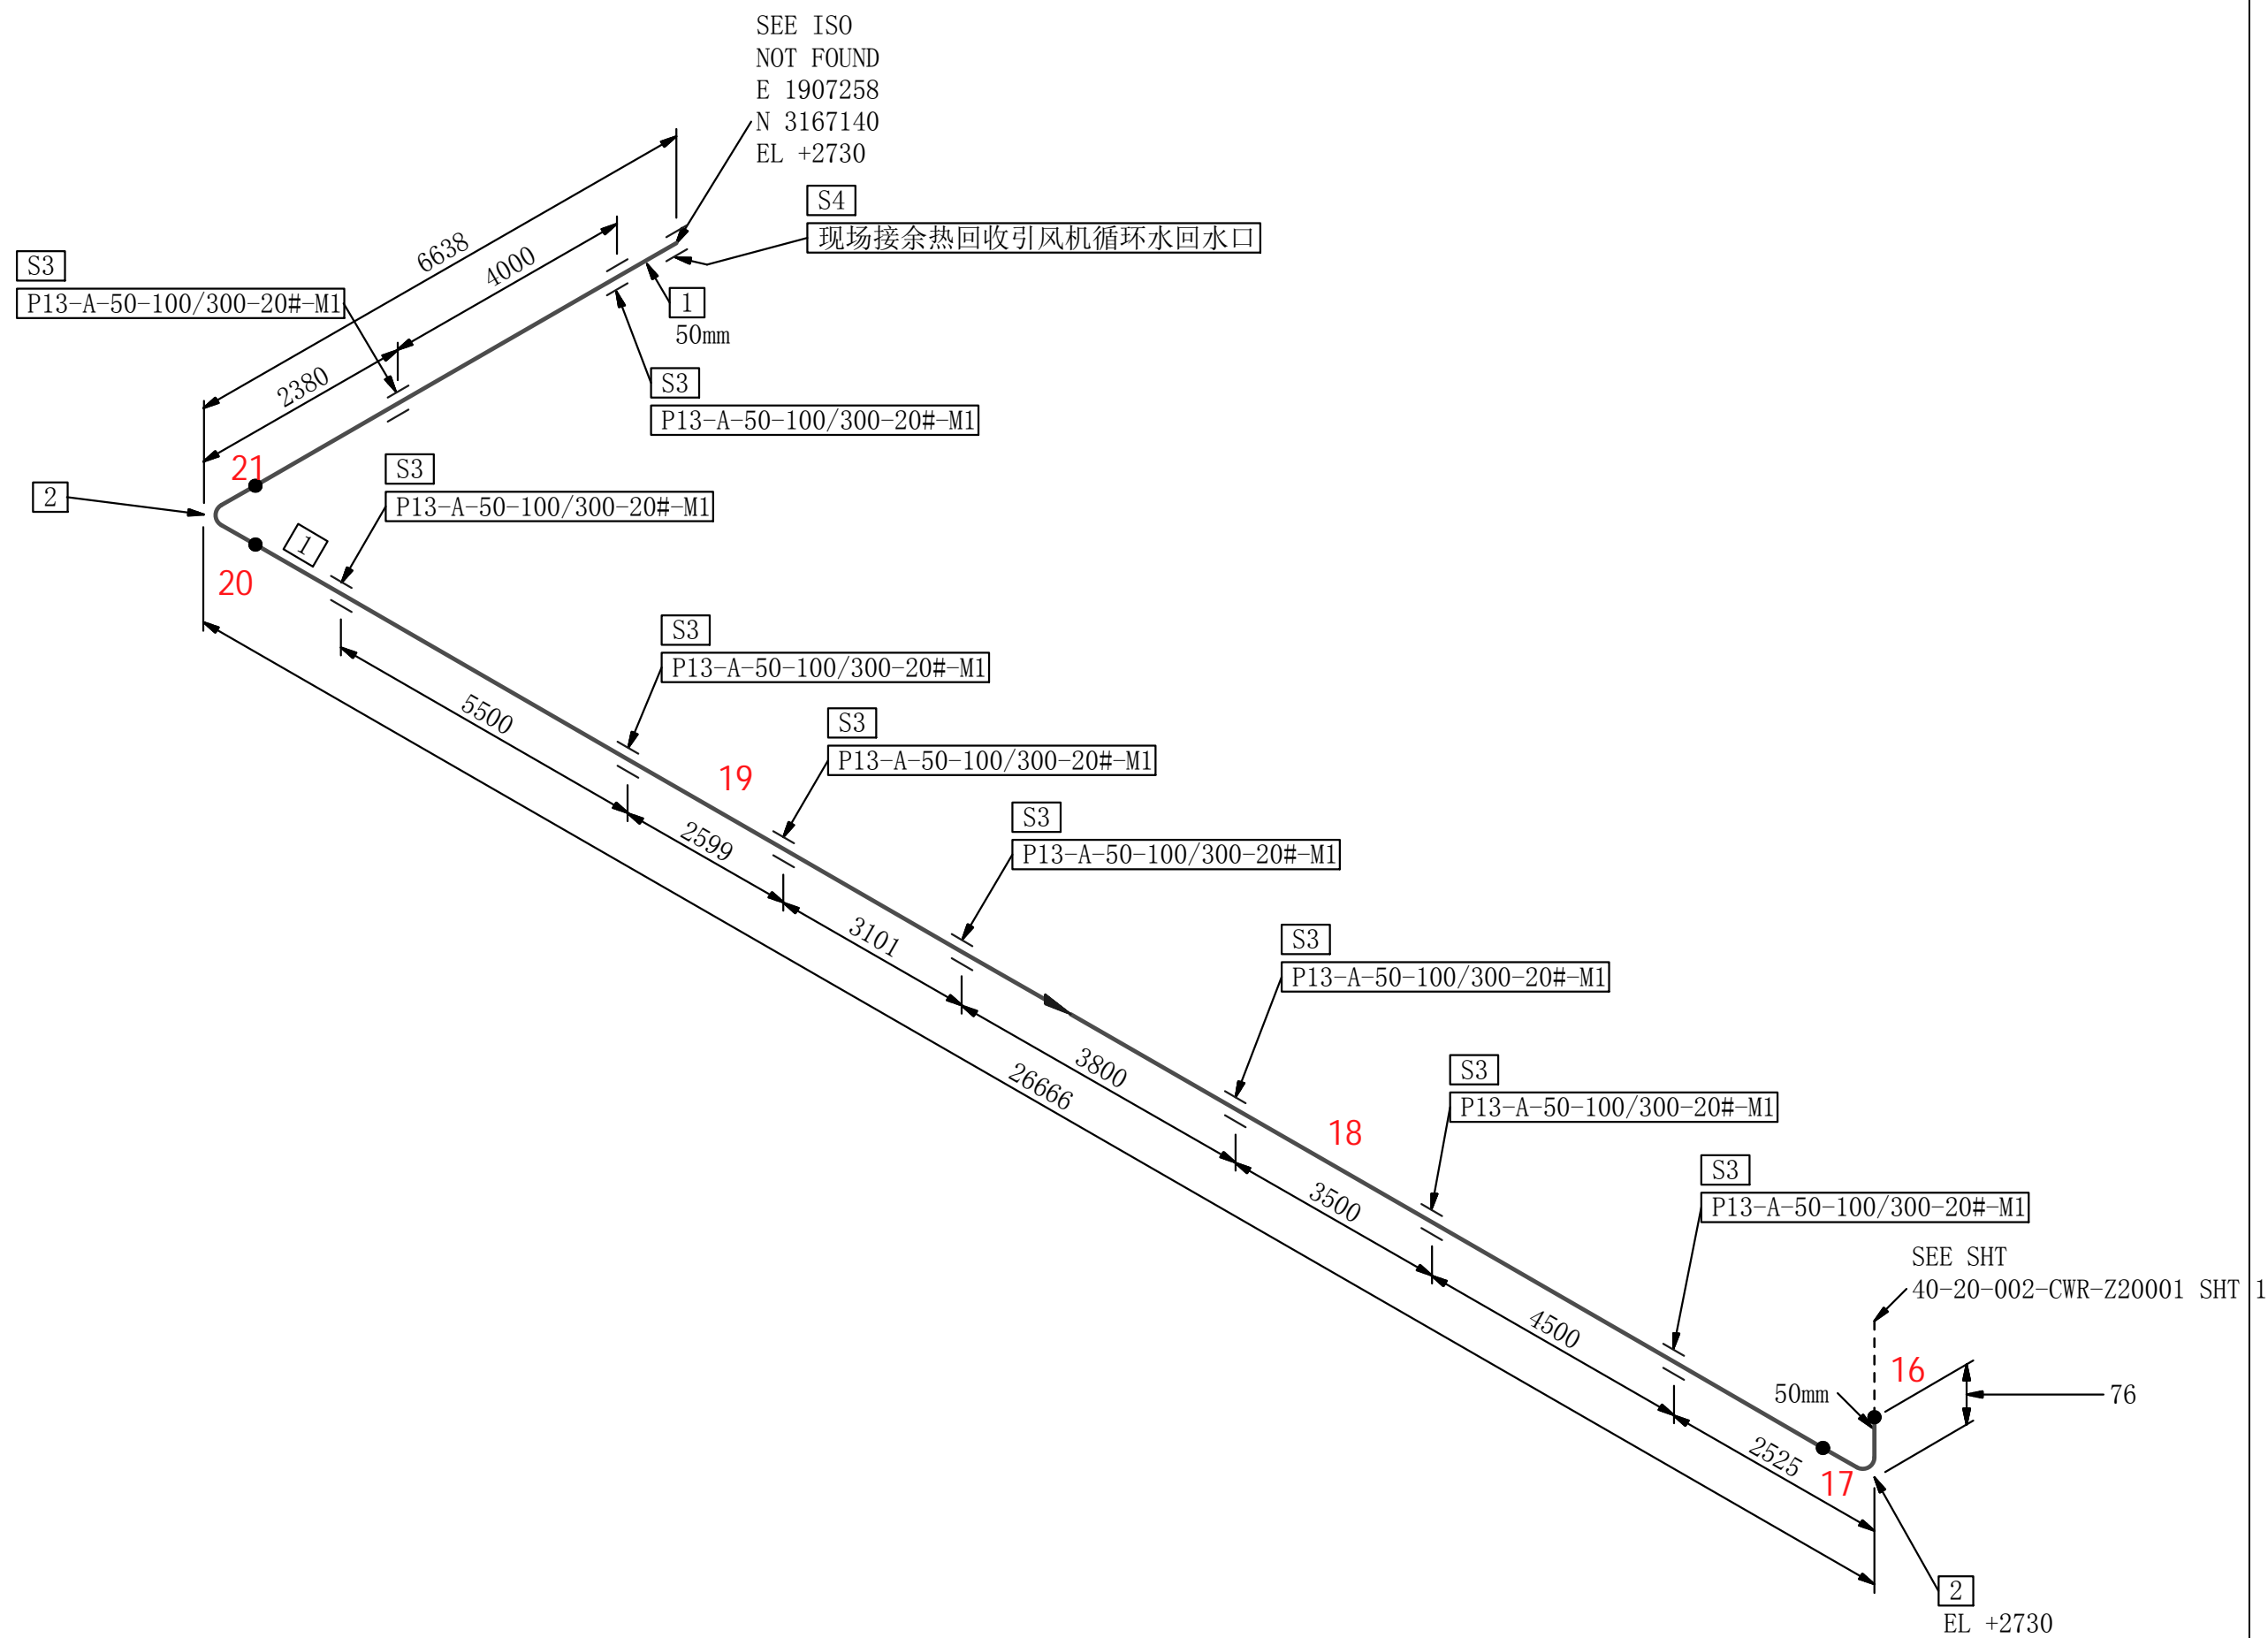 SEE ISO
NOT FOUND
E 1907258
N 3167140
EL +2730
S4
现场接余热回收引风机循环水回水口
6638
4000
S3
P13-A-50-100/300-20#-M1
1
50mm
2380
S3
P13-A-50-100/300-20#-M1
21
S3
P13-A-50-100/300-20#-M1
2
1
20
S3
P13-A-50-100/300-20#-M1
5500
S3
P13-A-50-100/300-20#-M1
19
2599
S3
P13-A-50-100/300-20#-M1
3101
S3
P13-A-50-100/300-20#-M1
3800
26666
S3
P13-A-50-100/300-20#-M1
18
3500
S3
P13-A-50-100/300-20#-M1
SEE SHT
40-20-002-CWR-Z20001 SHT 1
4500
16
50mm
76
2525
17
2
EL +2730